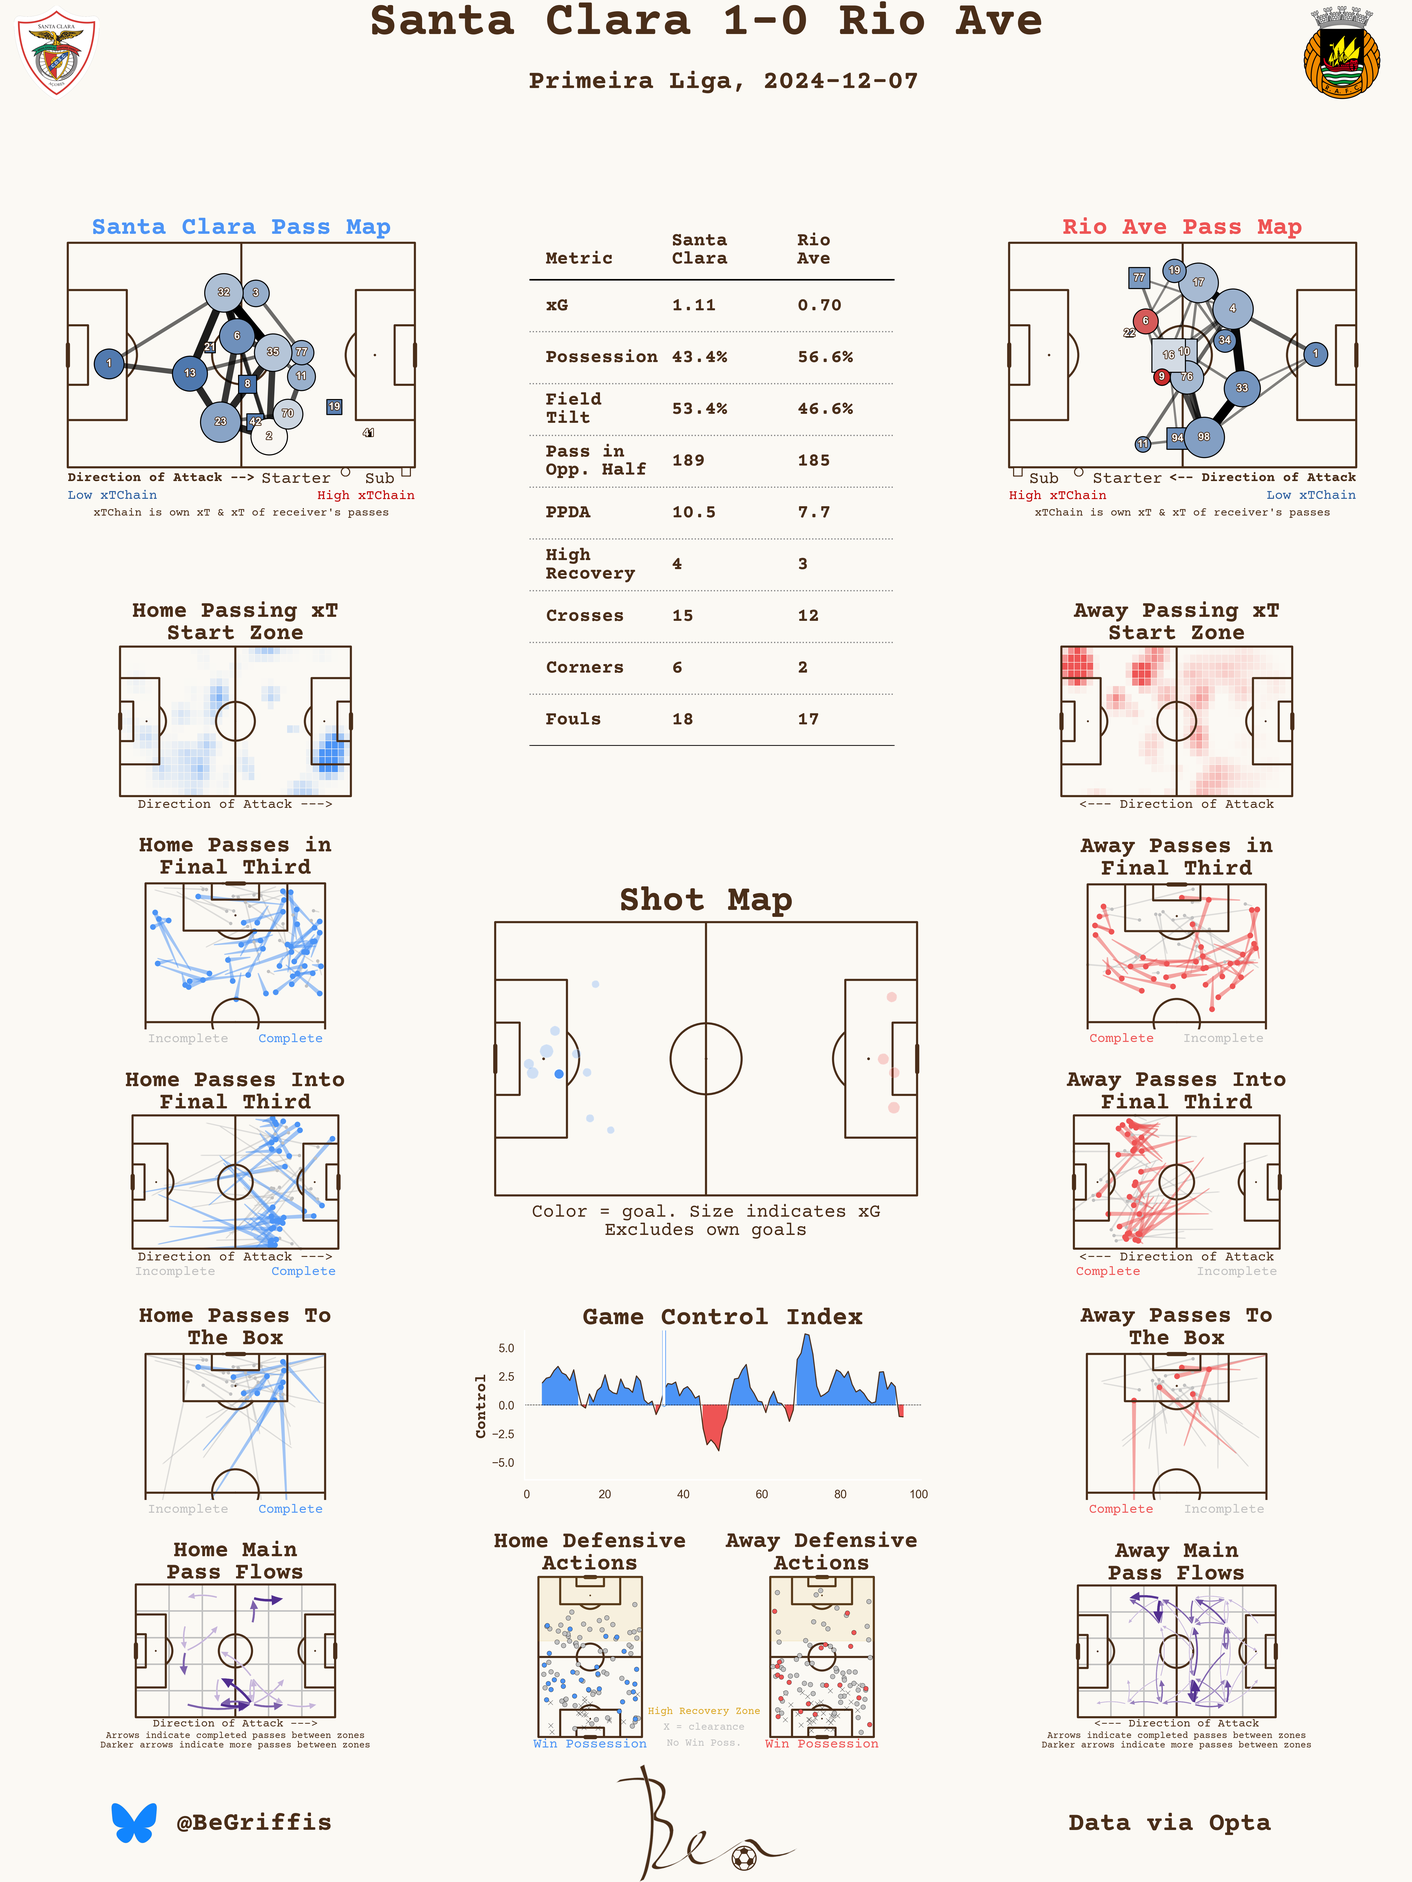 Santa Clara 1-0 Rio Ave
Primeira Liga, 2024-12-07
SANTA CLARA
AÇORES
R.A.F.C.
Santa Clara Pass Map
32
3
6
21
35
77
1
13
8
11
19
23
42
70
2
41
Direction of Attack --> Starter Sub
Low xTChain High xTChain
xTChain is own xT & xT of receiver's passes
Metric Santa Clara Rio Ave
xG 1.11 0.70
Possession 43.4% 56.6%
Field Tilt 53.4% 46.6%
Pass in Opp. Half 189 185
PPDA 10.5 7.7
High Recovery 4 3
Crosses 15 12
Corners 6 2
Fouls 18 17
Rio Ave Pass Map
77
19
17
6
4
22
34
16
10
1
9
76
33
11
94
98
Sub Starter <-- Direction of Attack
High xTChain Low xTChain
xTChain is own xT & xT of receiver's passes
Home Passing xT
Start Zone
Direction of Attack --->
Away Passing xT
Start Zone
<--- Direction of Attack
Home Passes in
Final Third
Incomplete Complete
Away Passes in
Final Third
Complete Incomplete
Shot Map
Color = goal. Size indicates xG
Excludes own goals
Home Passes Into
Final Third
Direction of Attack --->
Incomplete Complete
Away Passes Into
Final Third
<--- Direction of Attack
Complete Incomplete
Home Passes To
The Box
Incomplete Complete
Game Control Index
Control
5.0
2.5
0.0
−2.5
−5.0
0 20 40 60 80 100
Away Passes To
The Box
Complete Incomplete
Home Main
Pass Flows
Direction of Attack --->
Arrows indicate completed passes between zones
Darker arrows indicate more passes between zones
Home Defensive
Actions
Win Possession
High Recovery Zone
X = clearance
No Win Poss.
Away Defensive
Actions
Win Possession
Away Main
Pass Flows
<--- Direction of Attack
Arrows indicate completed passes between zones
Darker arrows indicate more passes between zones
@BeGriffis
Ben
Data via Opta